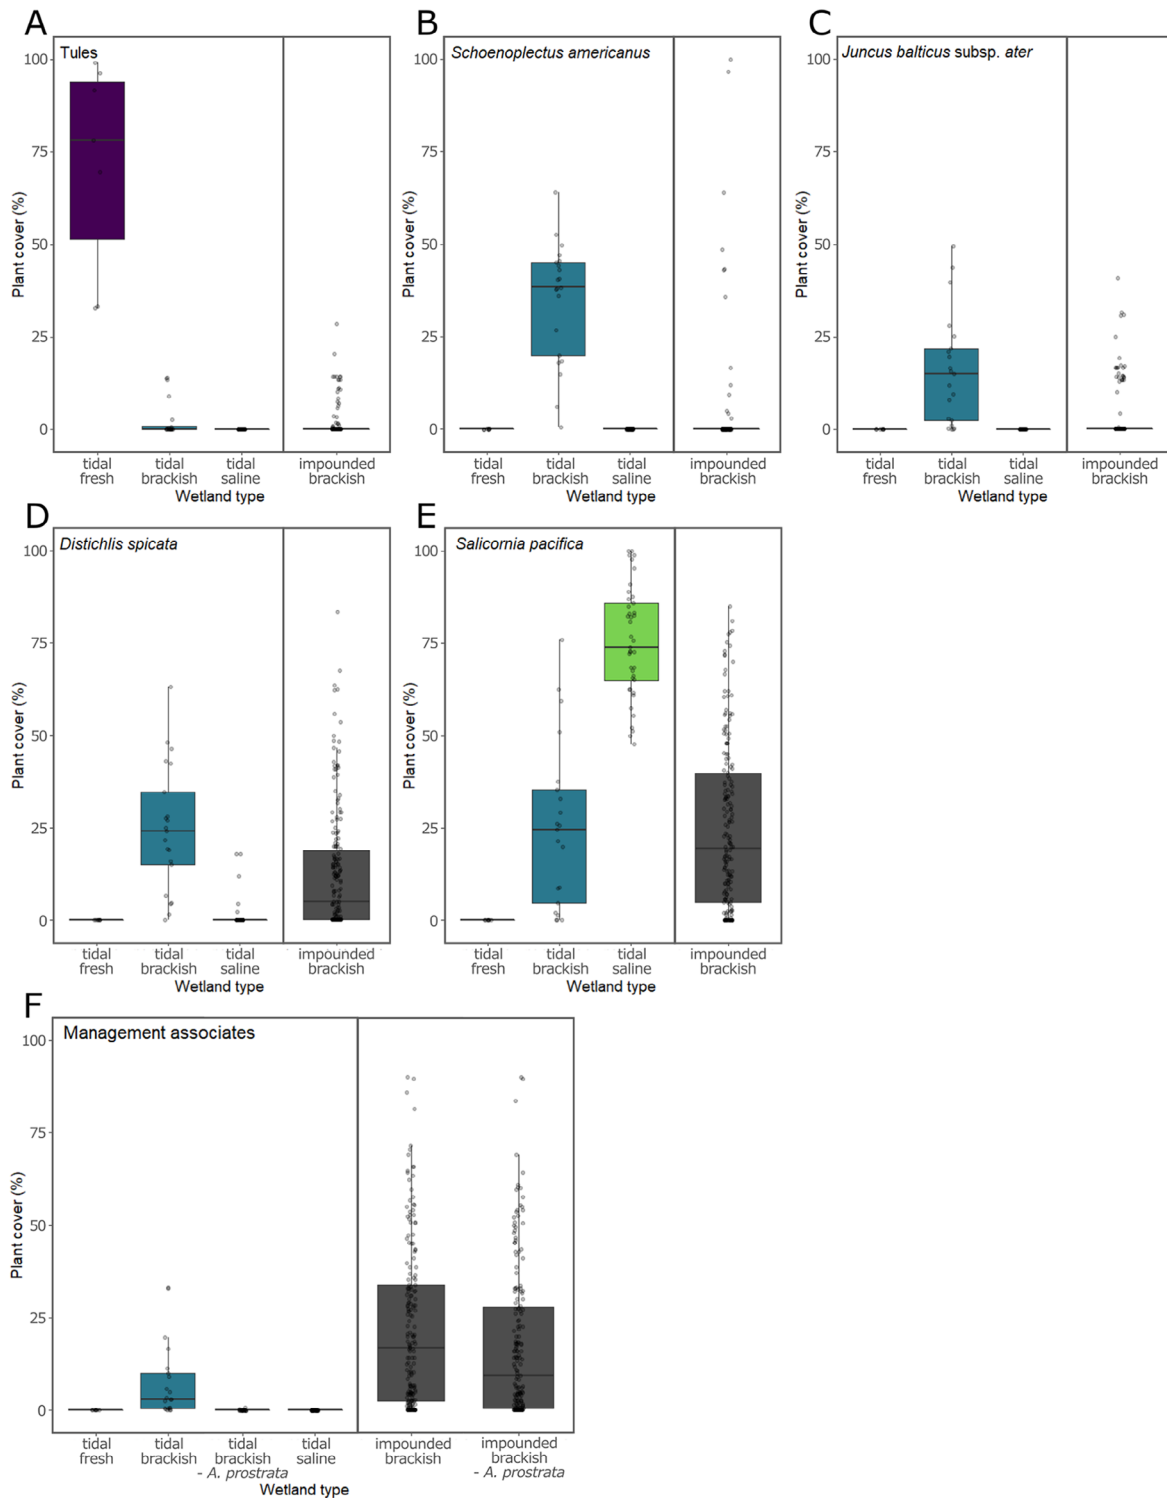 A
Tules
Plant cover (%)
100
75
50
25
0
tidal fresh
tidal brackish
tidal saline
impounded brackish
Wetland type
B
Schoenoplectus americanus
Plant cover (%)
100
75
50
25
0
tidal fresh
tidal brackish
tidal saline
impounded brackish
Wetland type
C
Juncus balticus subsp. ater
Plant cover (%)
100
75
50
25
0
tidal fresh
tidal brackish
tidal saline
impounded brackish
Wetland type
D
Distichlis spicata
Plant cover (%)
100
75
50
25
0
tidal fresh
tidal brackish
tidal saline
impounded brackish
Wetland type
E
Salicornia pacifica
Plant cover (%)
100
75
50
25
0
tidal fresh
tidal brackish
tidal saline
impounded brackish
Wetland type
F
Management associates
Plant cover (%)
100
75
50
25
0
tidal fresh
tidal brackish
tidal brackish - A. prostrata
tidal saline
impounded brackish
impounded brackish - A. prostrata
Wetland type